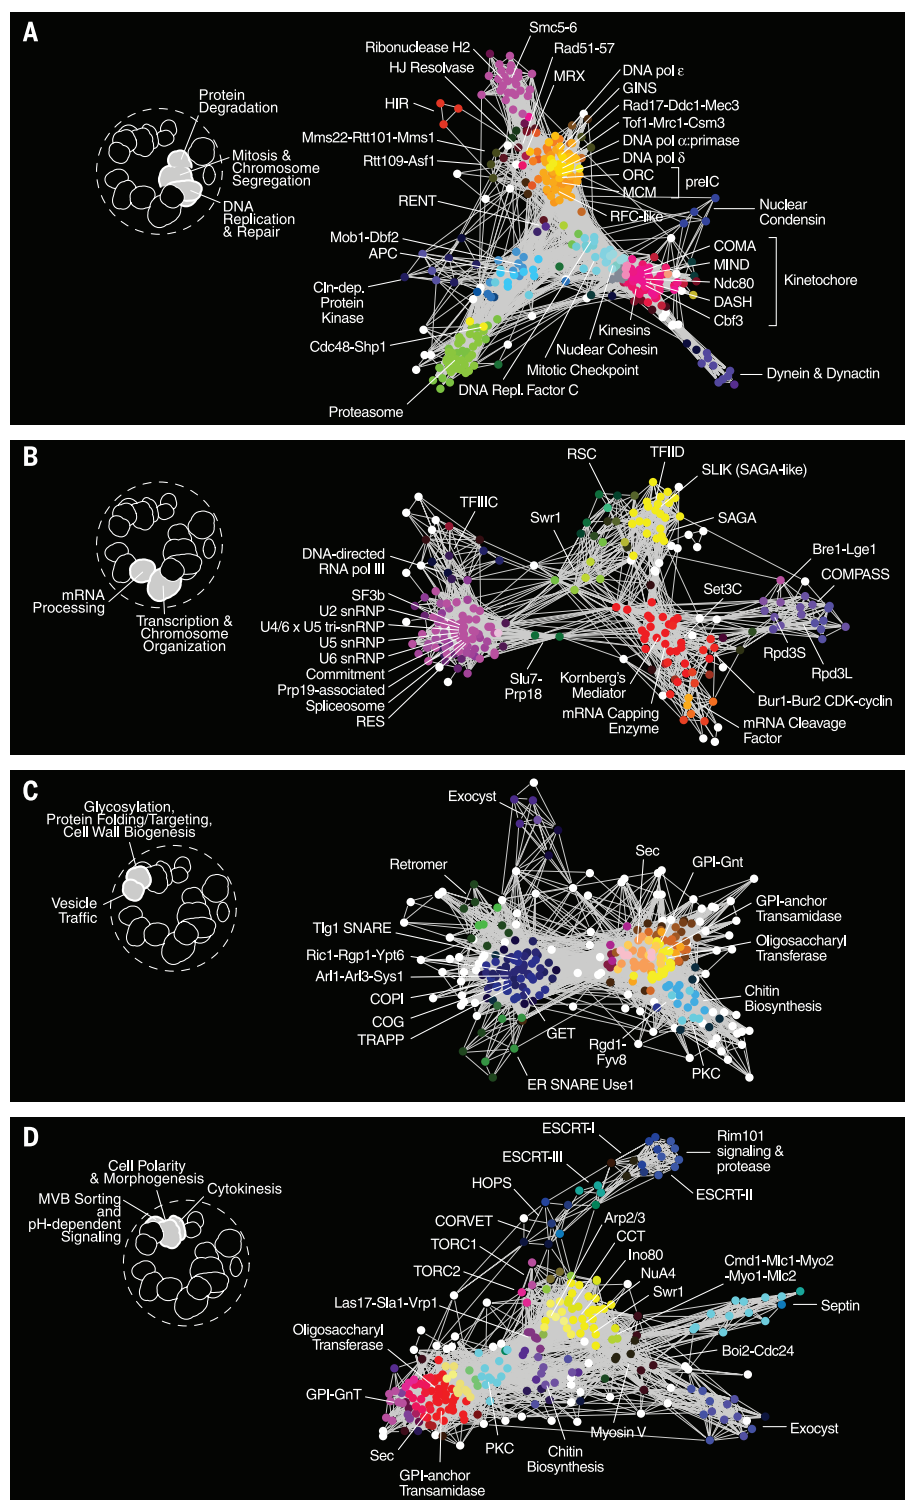 A
Protein
Degradation
Mitosis &
Chromosome
Segregation
DNA
Replication
& Repair
Smc5-6
Ribonuclease H2
Rad51-57
HJ Resolvase
MRX
HIR
DNA pol ε
GINS
Rad17-Ddc1-Mec3
Tof1-Mrc1-Csm3
Mms22-Rtt101-Mms1
DNA pol α:primase
Rtt109-Asf1
DNA pol δ
ORC
MCM
preIC
RENT
RFC-like
Nuclear
Condensin
Mob1-Dbf2
APC
COMA
MIND
Ndc80
DASH
Cbf3
Kinetochore
Cln-dep.
Protein
Kinase
Kinesins
Nuclear Cohesin
Cdc48-Shp1
Mitotic Checkpoint
DNA Repl. Factor C
Dynein & Dynactin
Proteasome
B
mRNA
Processing
Transcription &
Chromosome
Organization
RSC
TFIID
SLIK (SAGA-like)
TFIIIC
Swr1
SAGA
DNA-directed
RNA pol III
Bre1-Lge1
COMPASS
SF3b
U2 snRNP
U4/6 x U5 tri-snRNP
U5 snRNP
U6 snRNP
Commitment
Prp19-associated
Spliceosome
RES
Set3C
Rpd3S
Rpd3L
Slu7-
Prp18
Kornberg's
Mediator
mRNA Capping
Enzyme
Bur1-Bur2 CDK-cyclin
mRNA Cleavage
Factor
C
Glycosylation,
Protein Folding/Targeting,
Cell Wall Biogenesis
Vesicle
Traffic
Exocyst
Retromer
Sec
GPI-Gnt
GPI-anchor
Transamidase
Tlg1 SNARE
Oligosaccharyl
Transferase
Ric1-Rgp1-Ypt6
Arl1-Arl3-Sys1
COPI
COG
TRAPP
Chitin
Biosynthesis
GET
Rgd1-
Fyv8
PKC
ER SNARE Use1
D
Cell Polarity
& Morphogenesis
Cytokinesis
MVB Sorting
and
pH-dependent
Signaling
ESCRT-I
Rim101
signaling &
protease
ESCRT-III
ESCRT-II
HOPS
CORVET
Arp2/3
CCT
TORC1
Ino80
TORC2
NuA4
Swr1
Cmd1-Mlc1-Myo2
-Myo1-Mlc2
Las17-Sla1-Vrp1
Septin
Oligosaccharyl
Transferase
Boi2-Cdc24
GPI-GnT
Myosin V
Exocyst
Sec
PKC
Chitin
Biosynthesis
GPI-anchor
Transamidase